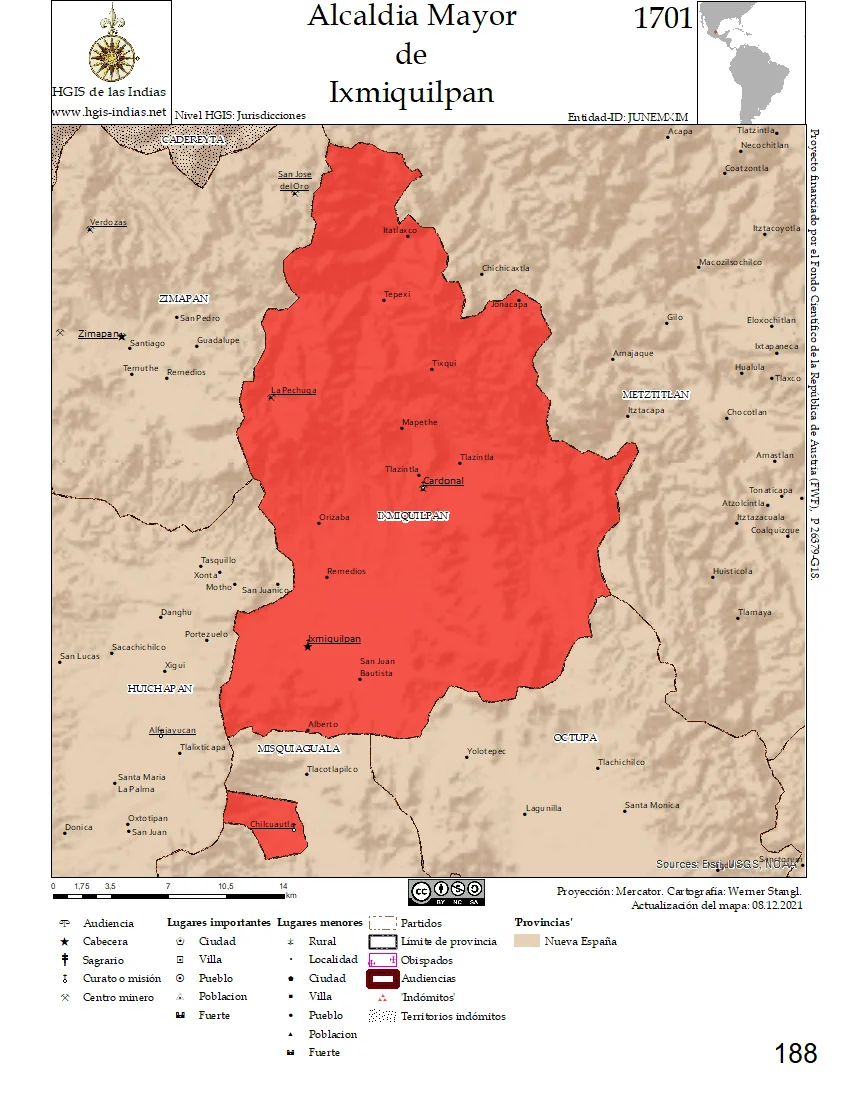 Alcaldia Mayor
de
Ixmiquilpan
1701
HGIS de las Indias
www.hgis-indias.net
Nivel HGIS: Jurisdicciones
Entidad-ID: JUNEMXIM
CADEREYTA
San Jose
del Oro
Acapa
Tlatzintla
Necochitlan
Coatzontla
Verdozas
Itatlaxco
Itztacoyotla
Chichicaxtla
Macozilsochilco
ZIMAPAN
Tepexi
Jonacapa
San Pedro
Gilo
Eloxochitlan
Zimapan
Santiago
Guadalupe
Amajaque
Ixtapaneca
Temuthe
Remedios
Tixqui
Hualula
Tlaxco
La Pechuga
METZTITLAN
Itztacapa
Chocotlan
Mapethe
Tlazintla
Tlazintla
Cardonal
Amastlan
Tonaticapa
Atzolcintla
Itztazacuala
Coalquizque
Orizaba
IXMIQUILPAN
Tasquillo
Xonta
Motho
San Juanico
Remedios
Huisticola
Danghu
Tlamaya
Portezuelo
Ixmiquilpan
Sacachichilco
San Lucas
Xigui
San Juan
Bautista
HUICHAPAN
Alfajayucan
Alberto
Tlalixticapa
MISQUIAGUALA
OCTUPA
Yolotepec
Tlachichilco
Tlacotlapilco
Santa Maria
La Palma
Lagunilla
Santa Monica
Oxtotipan
San Juan
Donica
Chilcuautla
Sources: Esri, USGS, NOAA
Proyecto financiado por el Fondo Científico de la República de Austria (FWF), P 26379-G18.
0 1,75 3,5 7 10,5 14
km
CC BY NC SA
Proyección: Mercator. Cartografía: Werner Stangl.
Actualización del mapa: 08.12.2021
Audiencia
Cabecera
Sagrario
Curato o misión
Centro minero
Lugares importantes
Ciudad
Villa
Pueblo
Poblacion
Fuerte
Lugares menores
Rural
Localidad
Ciudad
Villa
Pueblo
Poblacion
Fuerte
Partidos
Límite de provincia
Obispados
Audiencias
'Indómitos'
Territorios indómitos
'Provincias'
Nueva España
188